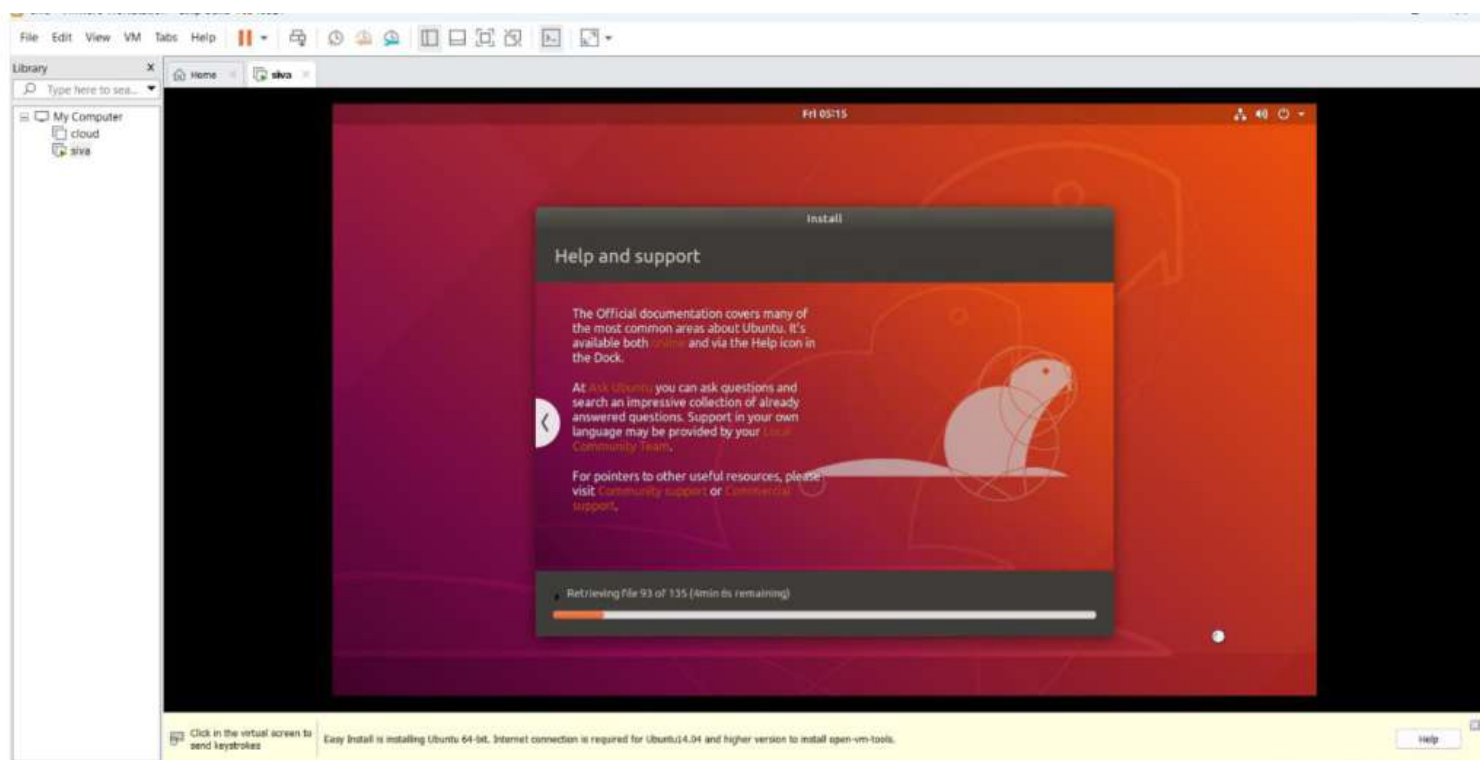 File Edit View VM Tabs Help
Library
Home
siva
Type here to sea...
My Computer
cloud
siva
Fri 05:15
Install
Help and support
The Official documentation covers many of
the most common areas about Ubuntu. It's
available both online and via the Help icon in
the Dock.
At Ask Ubuntu you can ask questions and
search an impressive collection of already
answered questions. Support in your own
language may be provided by your Local
Community Team.
For pointers to other useful resources, please
visit Community support or Commercial
support.
Retrieving file 93 of 135 (4min 6s remaining)
Click in the virtual screen to
send keystrokes
Easy Install is installing Ubuntu 64-bit. Internet connection is required for Ubuntu14.04 and higher version to install open-vm-tools.
Help